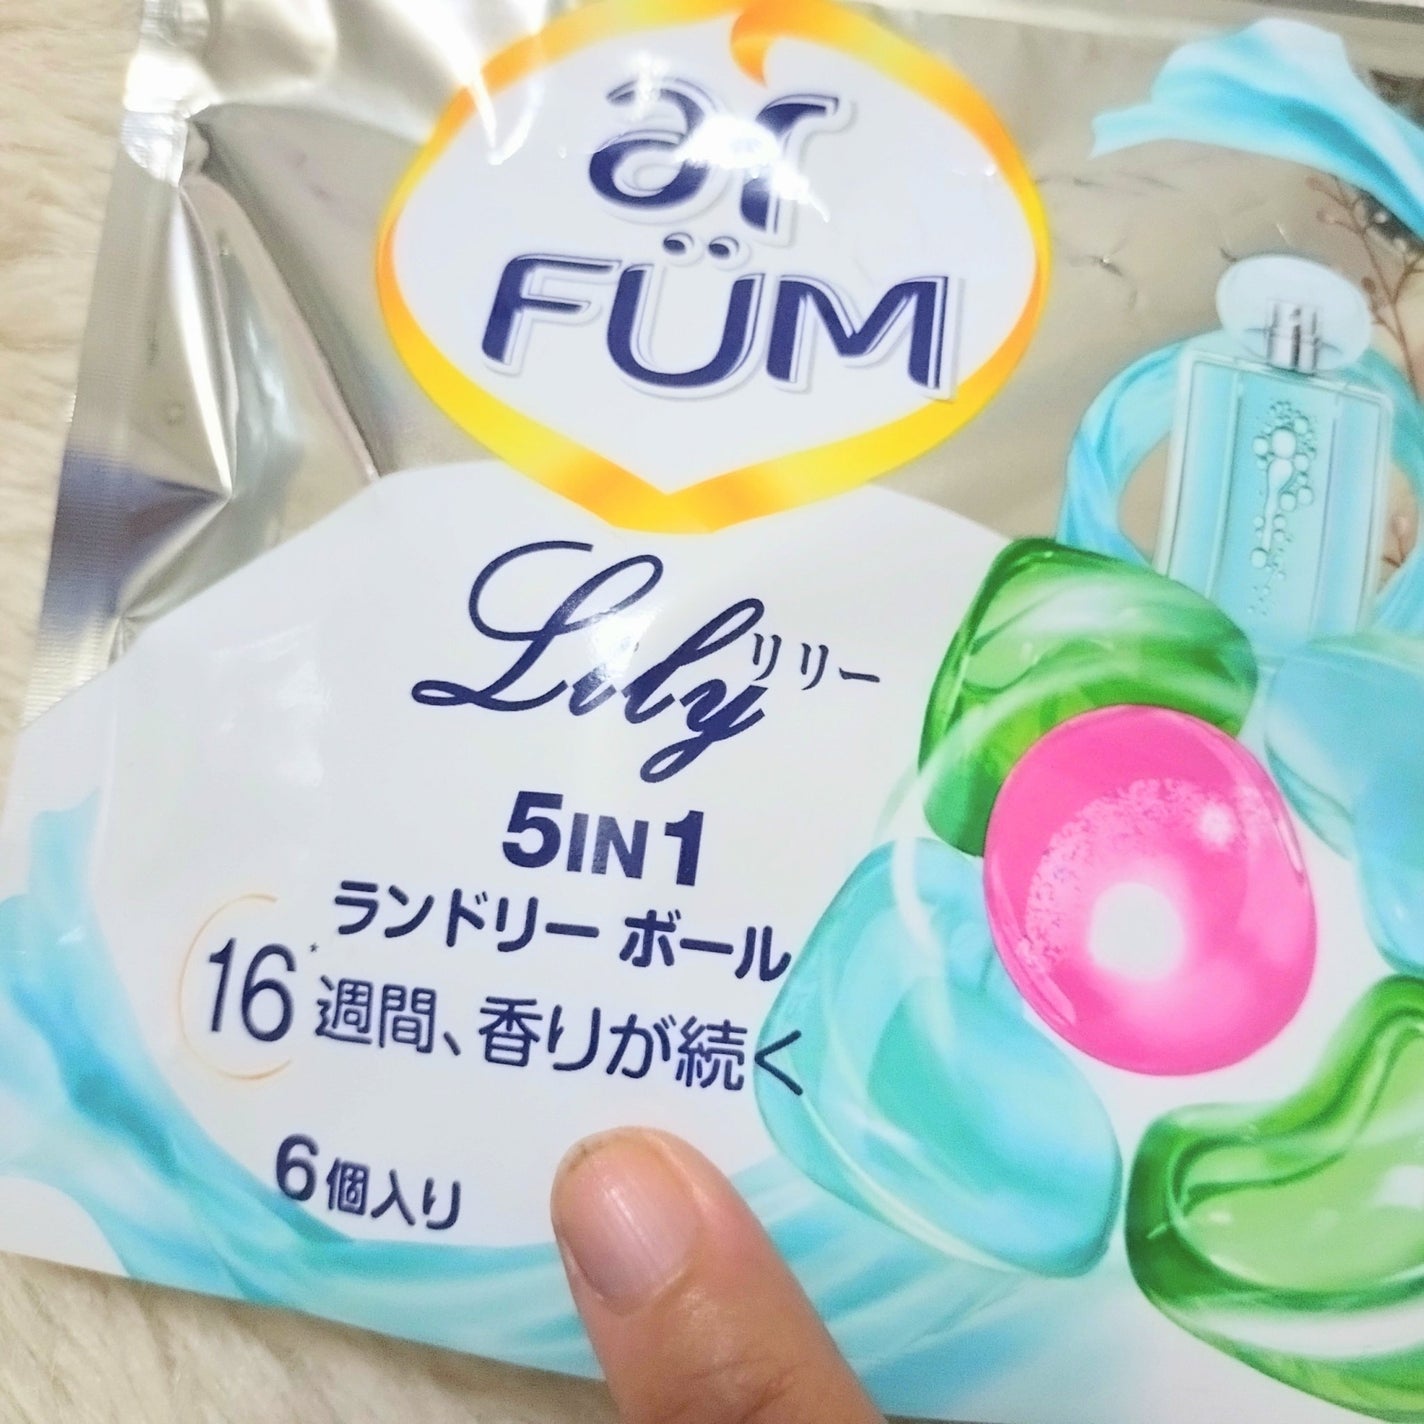 ar
FÜM
Lily リリー
5IN1
ランドリー ボール
16* 週間、香りが続く
6個入り